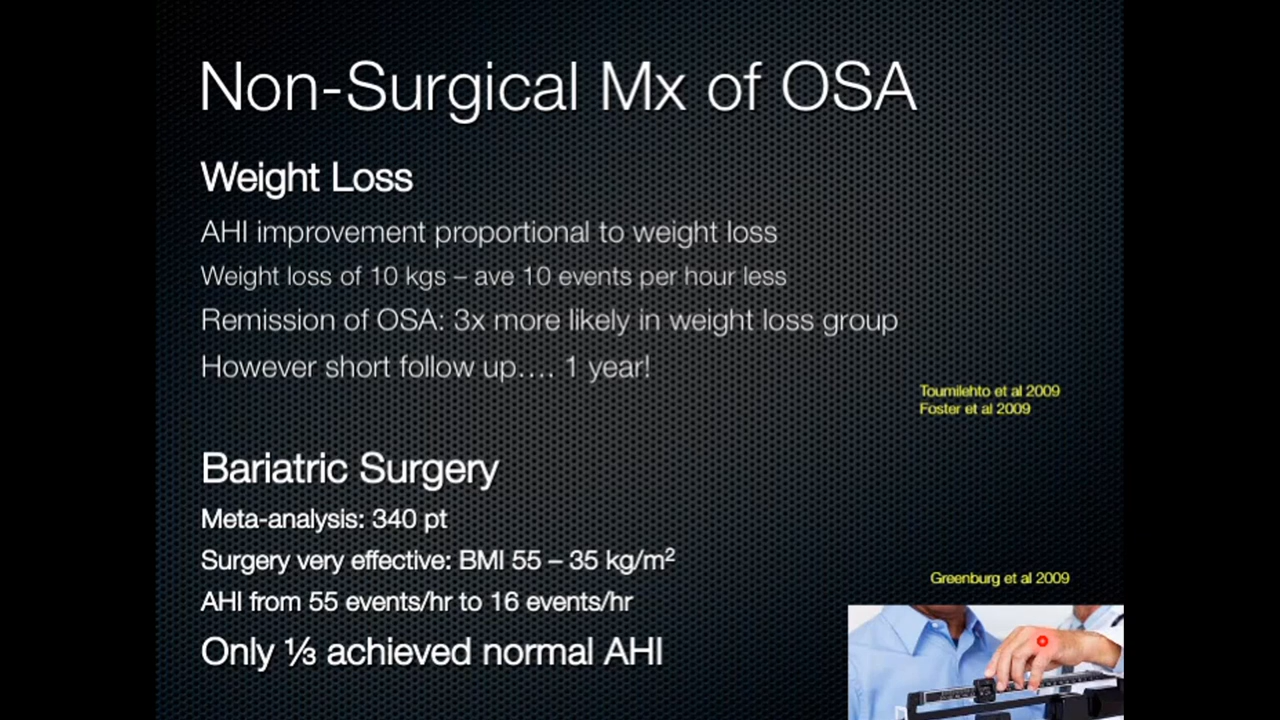 Non-Surgical Mx of OSA
Weight Loss
AHI improvement proportional to weight loss
Weight loss of 10 kgs – ave 10 events per hour less
Remission of OSA: 3x more likely in weight loss group
However short follow up…. 1 year!
Toumilehto et al 2009
Foster et al 2009
Bariatric Surgery
Meta-analysis: 340 pt
Surgery very effective: BMI 55 – 35 kg/m²
Greenburg et al 2009
AHI from 55 events/hr to 16 events/hr
Only ⅓ achieved normal AHI